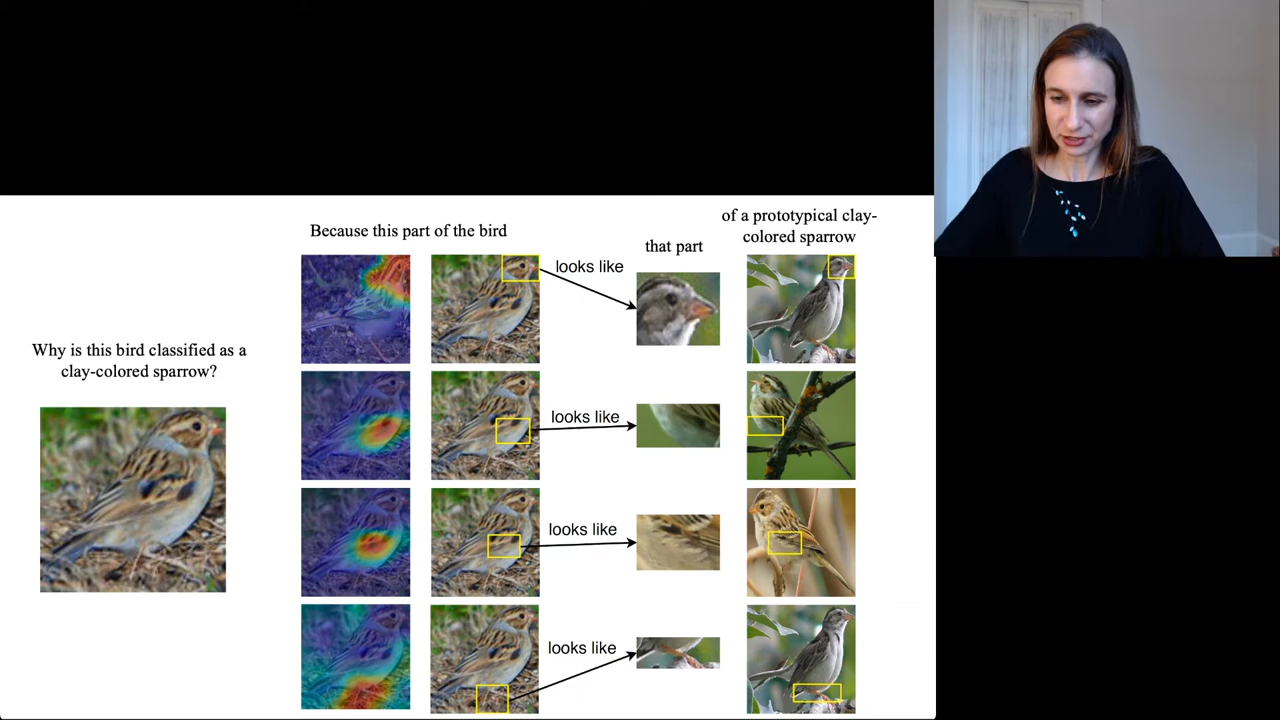 Why is this bird classified as a
clay-colored sparrow?
Because this part of the bird
looks like
that part
of a prototypical clay-
colored sparrow
looks like
looks like
looks like